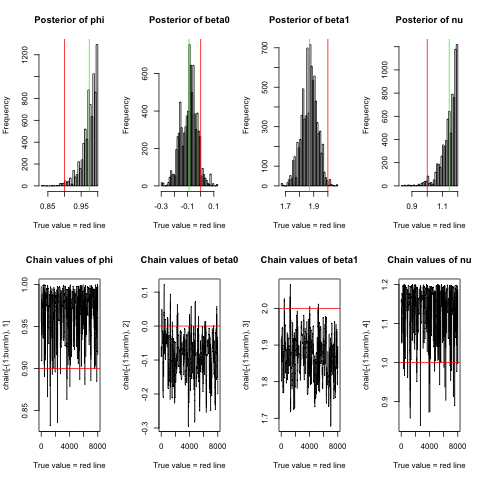 Posterior of phi
Frequency
0 200 400 600 800 1200
0.85 0.95
True value = red line
Posterior of beta0
Frequency
0 200 400 600
-0.3 -0.1 0.1
True value = red line
Posterior of beta1
Frequency
0 100 300 500 700
1.7 1.9
True value = red line
Posterior of nu
Frequency
0 200 400 600 800 1000
0.9 1.1
True value = red line
Chain values of phi
chain[-(1:burnIn), 1]
0.85 0.90 0.95 1.00
0 4000 8000
True value = red line
Chain values of beta0
chain[-(1:burnIn), 2]
-0.3 -0.2 -0.1 0.0 0.1
0 4000 8000
True value = red line
Chain values of beta1
chain[-(1:burnIn), 3]
1.7 1.8 1.9 2.0
0 4000 8000
True value = red line
Chain values of nu
chain[-(1:burnIn), 4]
0.9 1.0 1.1 1.2
0 4000 8000
True value = red line